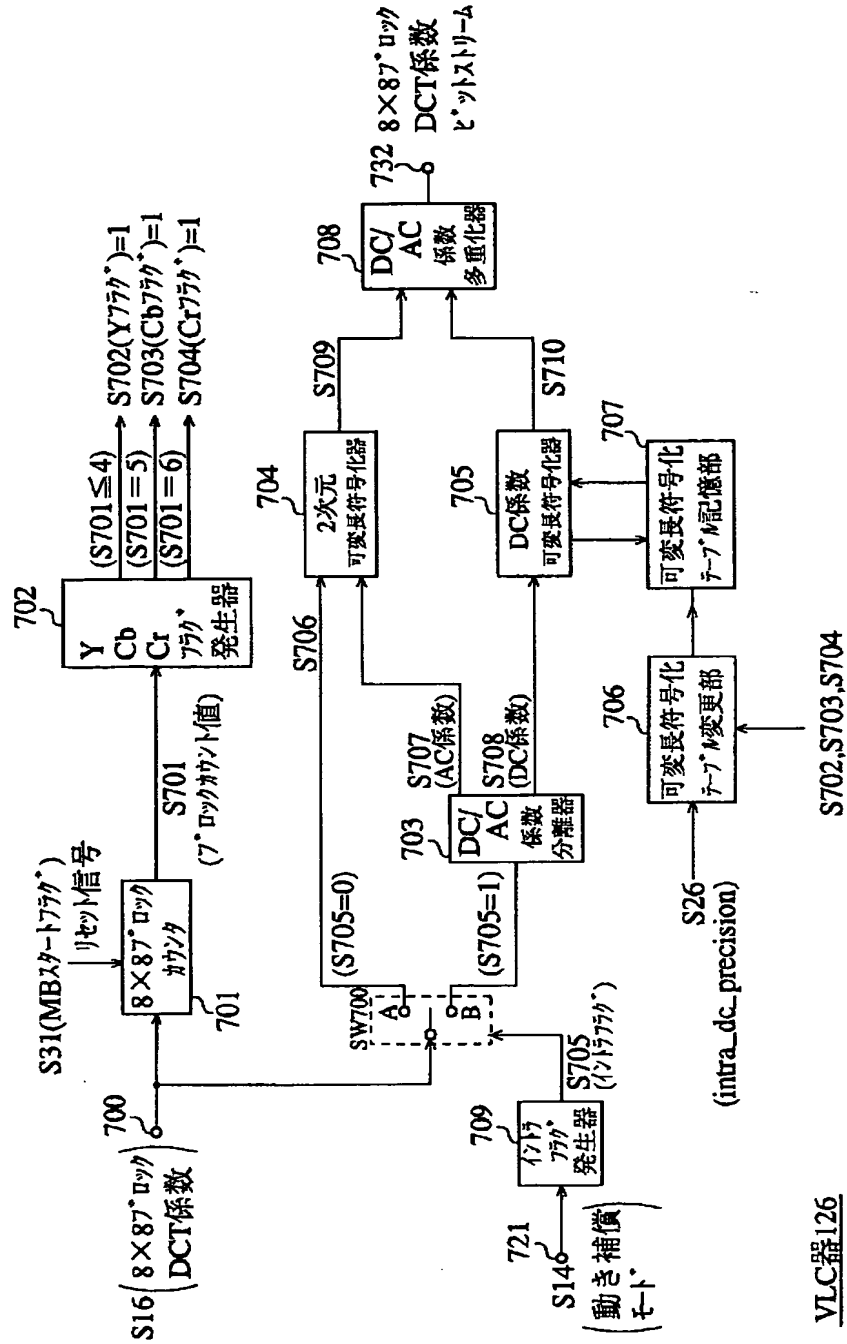 S31(MBスタートフラグ)
リセット信号
S16
8×8ブロック
DCT係数
700
8×8ブロック
カウンタ
701
S701
(ブロックカウント値)
702
Y
Cb
Cr
フラグ
発生器
(S701≦4)
(S701=5)
(S701=6)
S702(Yフラグ)=1
S703(Cbフラグ)=1
S704(Crフラグ)=1
SW700
A
B
(S705=0)
(S705=1)
S706
703
DC/
AC
係数
分離器
S707
(AC係数)
S708
(DC係数)
704
2次元
可変長符号化器
705
DC係数
可変長符号化器
S709
S710
708
DC/
AC
係数
多重化器
732
8×8ブロック
DCT係数
ビットストリーム
721
S14
(動き補償
モード)
709
イントラ
フラグ
発生器
S705
(イントラフラグ)
S26
(intra_dc_precision)
706
可変長符号化
テーブル変更部
707
可変長符号化
テーブル記憶部
S702,S703,S704
VLC器126